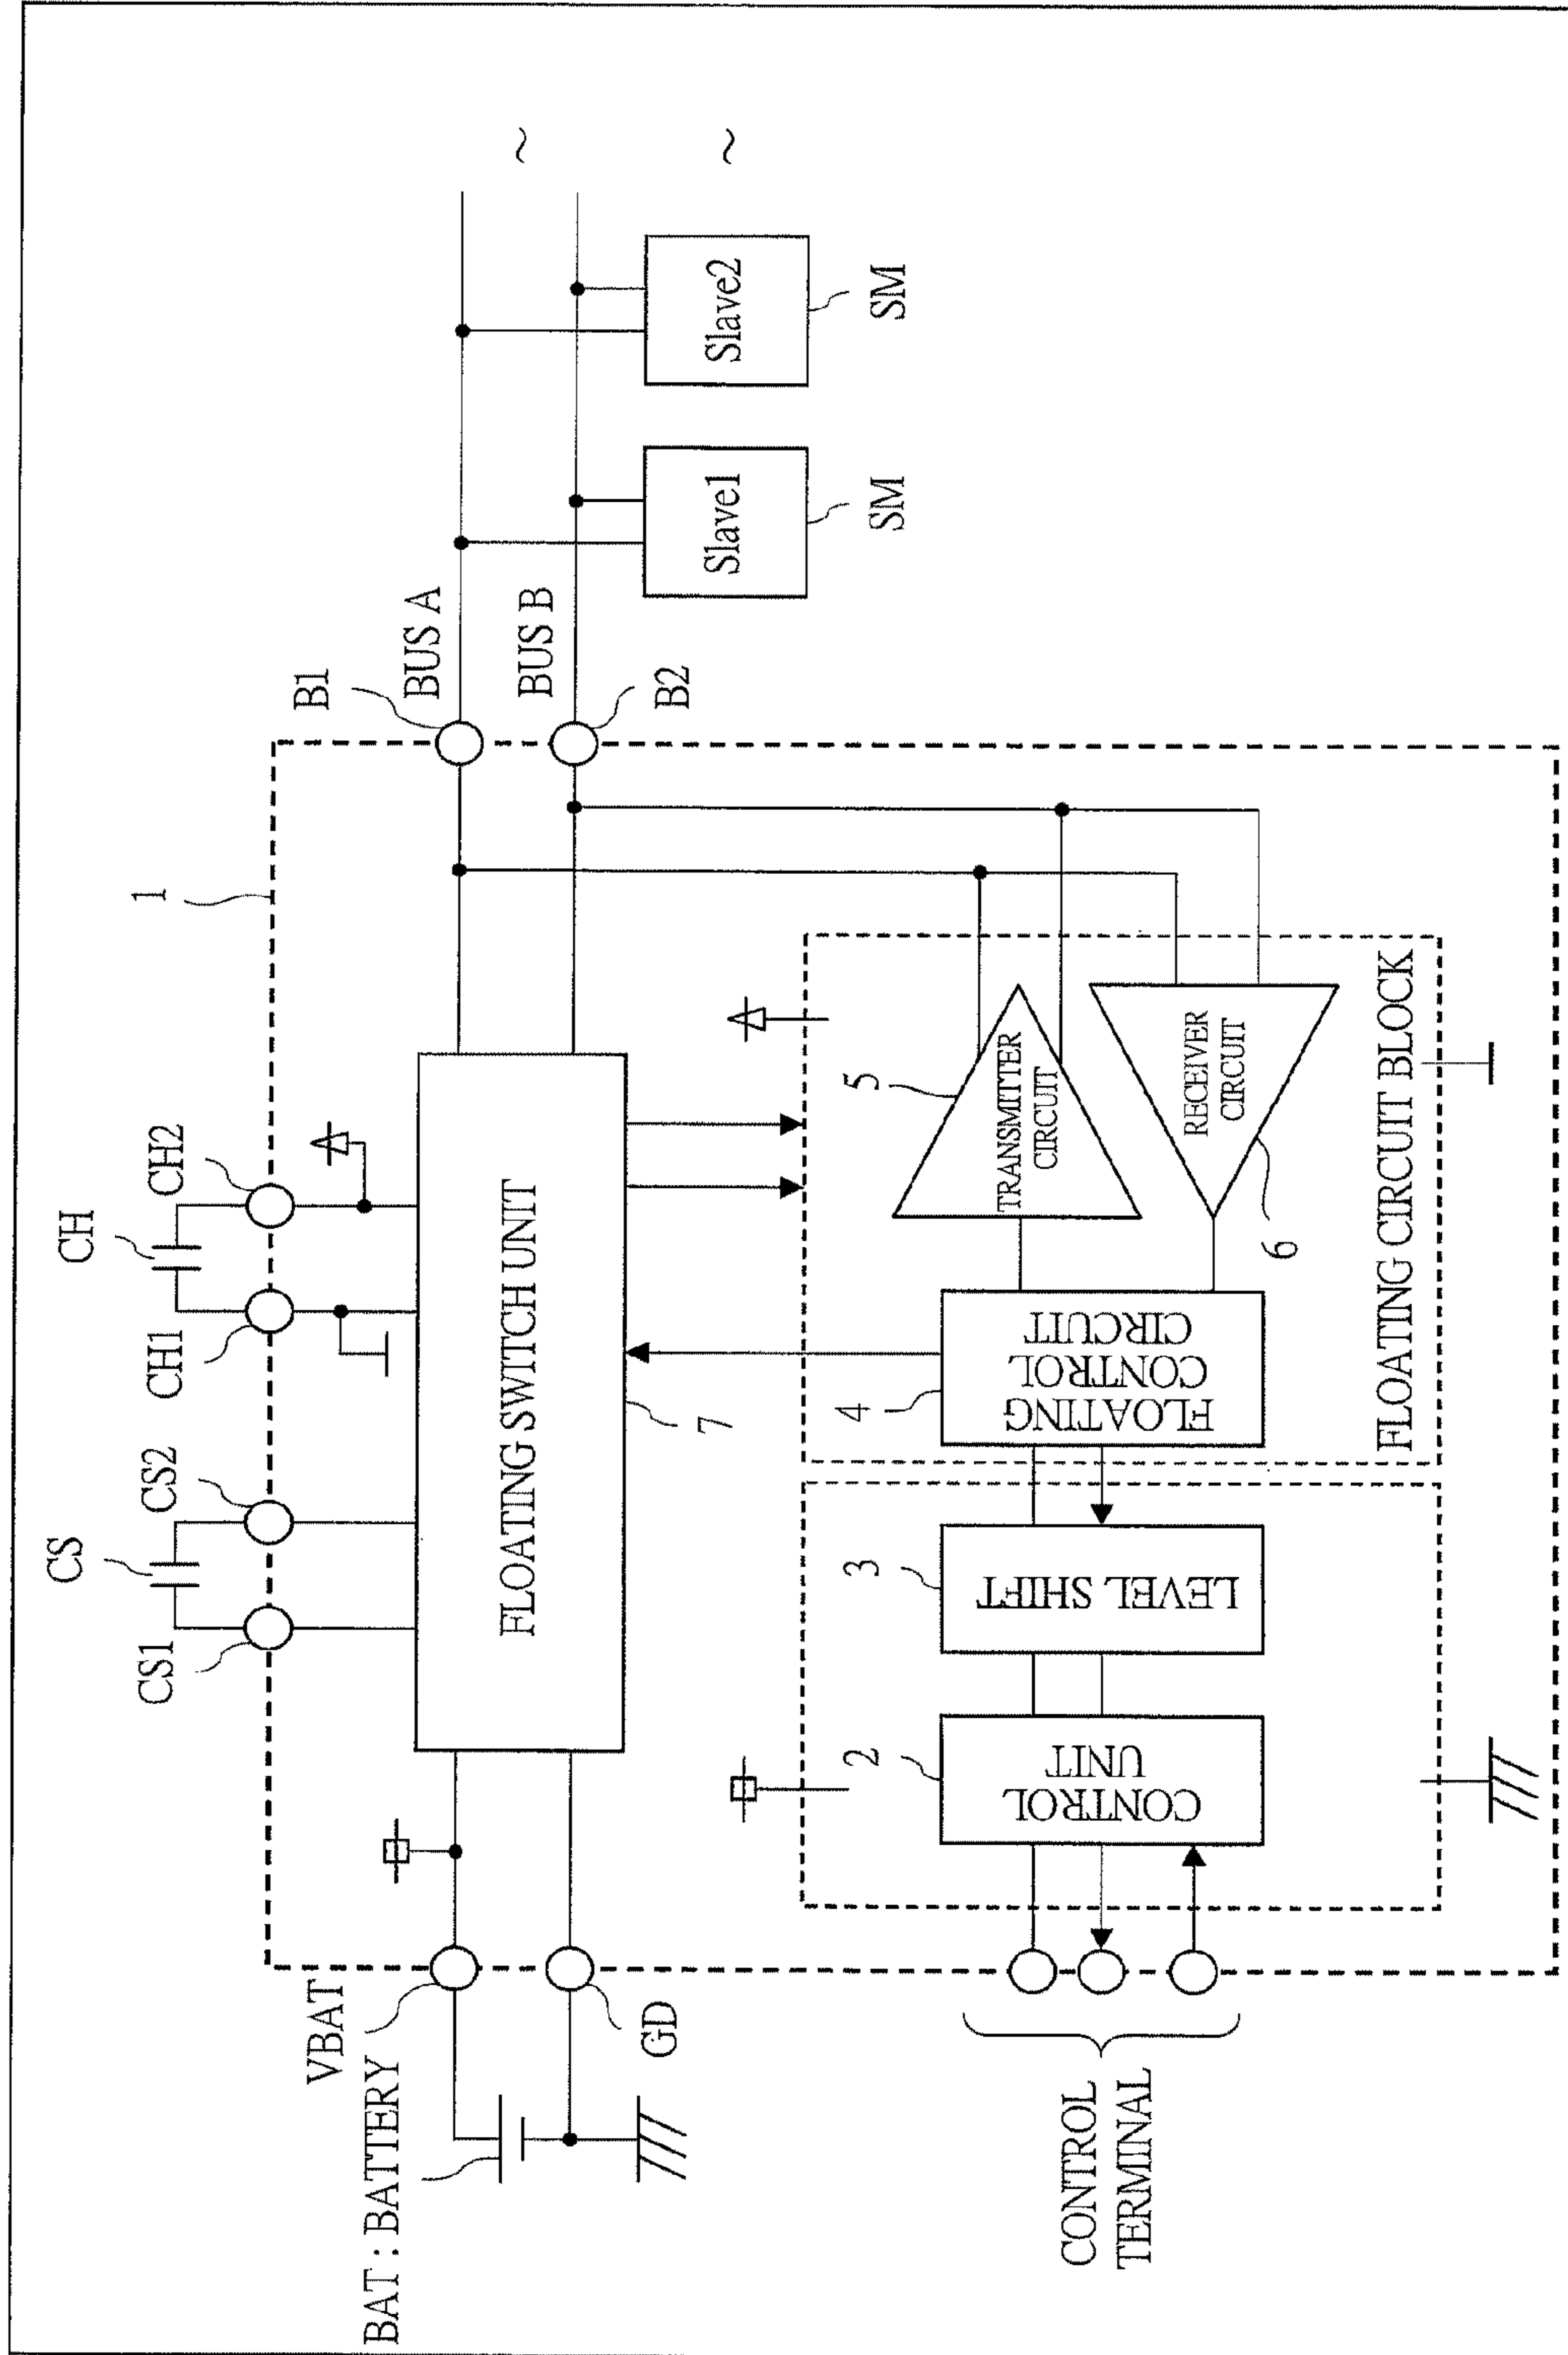 CS
CH
CS1
CS2
CH1
CH2
1
VBAT
BAT : BATTERY
GD
B1
BUS A
BUS B
B2
~
~
FLOATING SWITCH UNIT
7
Slave1
SM
Slave2
SM
2
CONTROL
UNIT
3
LEVEL SHIFT
4
FLOATING
CONTROL
CIRCUIT
5
TRANSMITTER
CIRCUIT
RECEIVER
CIRCUIT
6
FLOATING CIRCUIT BLOCK
CONTROL
TERMINAL